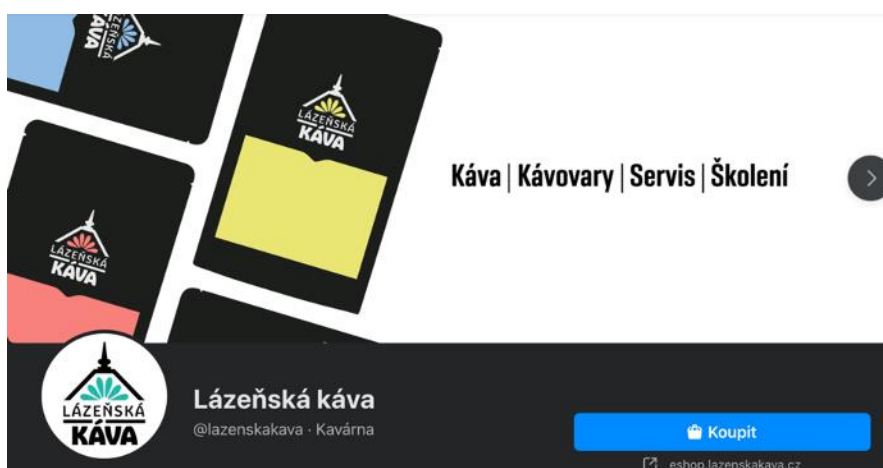 LÁZEŇSKÁ
KÁVA
LÁZEŇSKÁ
KÁVA
LÁZEŇSKÁ
KÁVA
Káva | Kávovary | Servis | Školení
LÁZEŇSKÁ
KÁVA
Lázeňská káva
@lazenskakava · Kavárna
Koupit
eshop.lazenskakava.cz